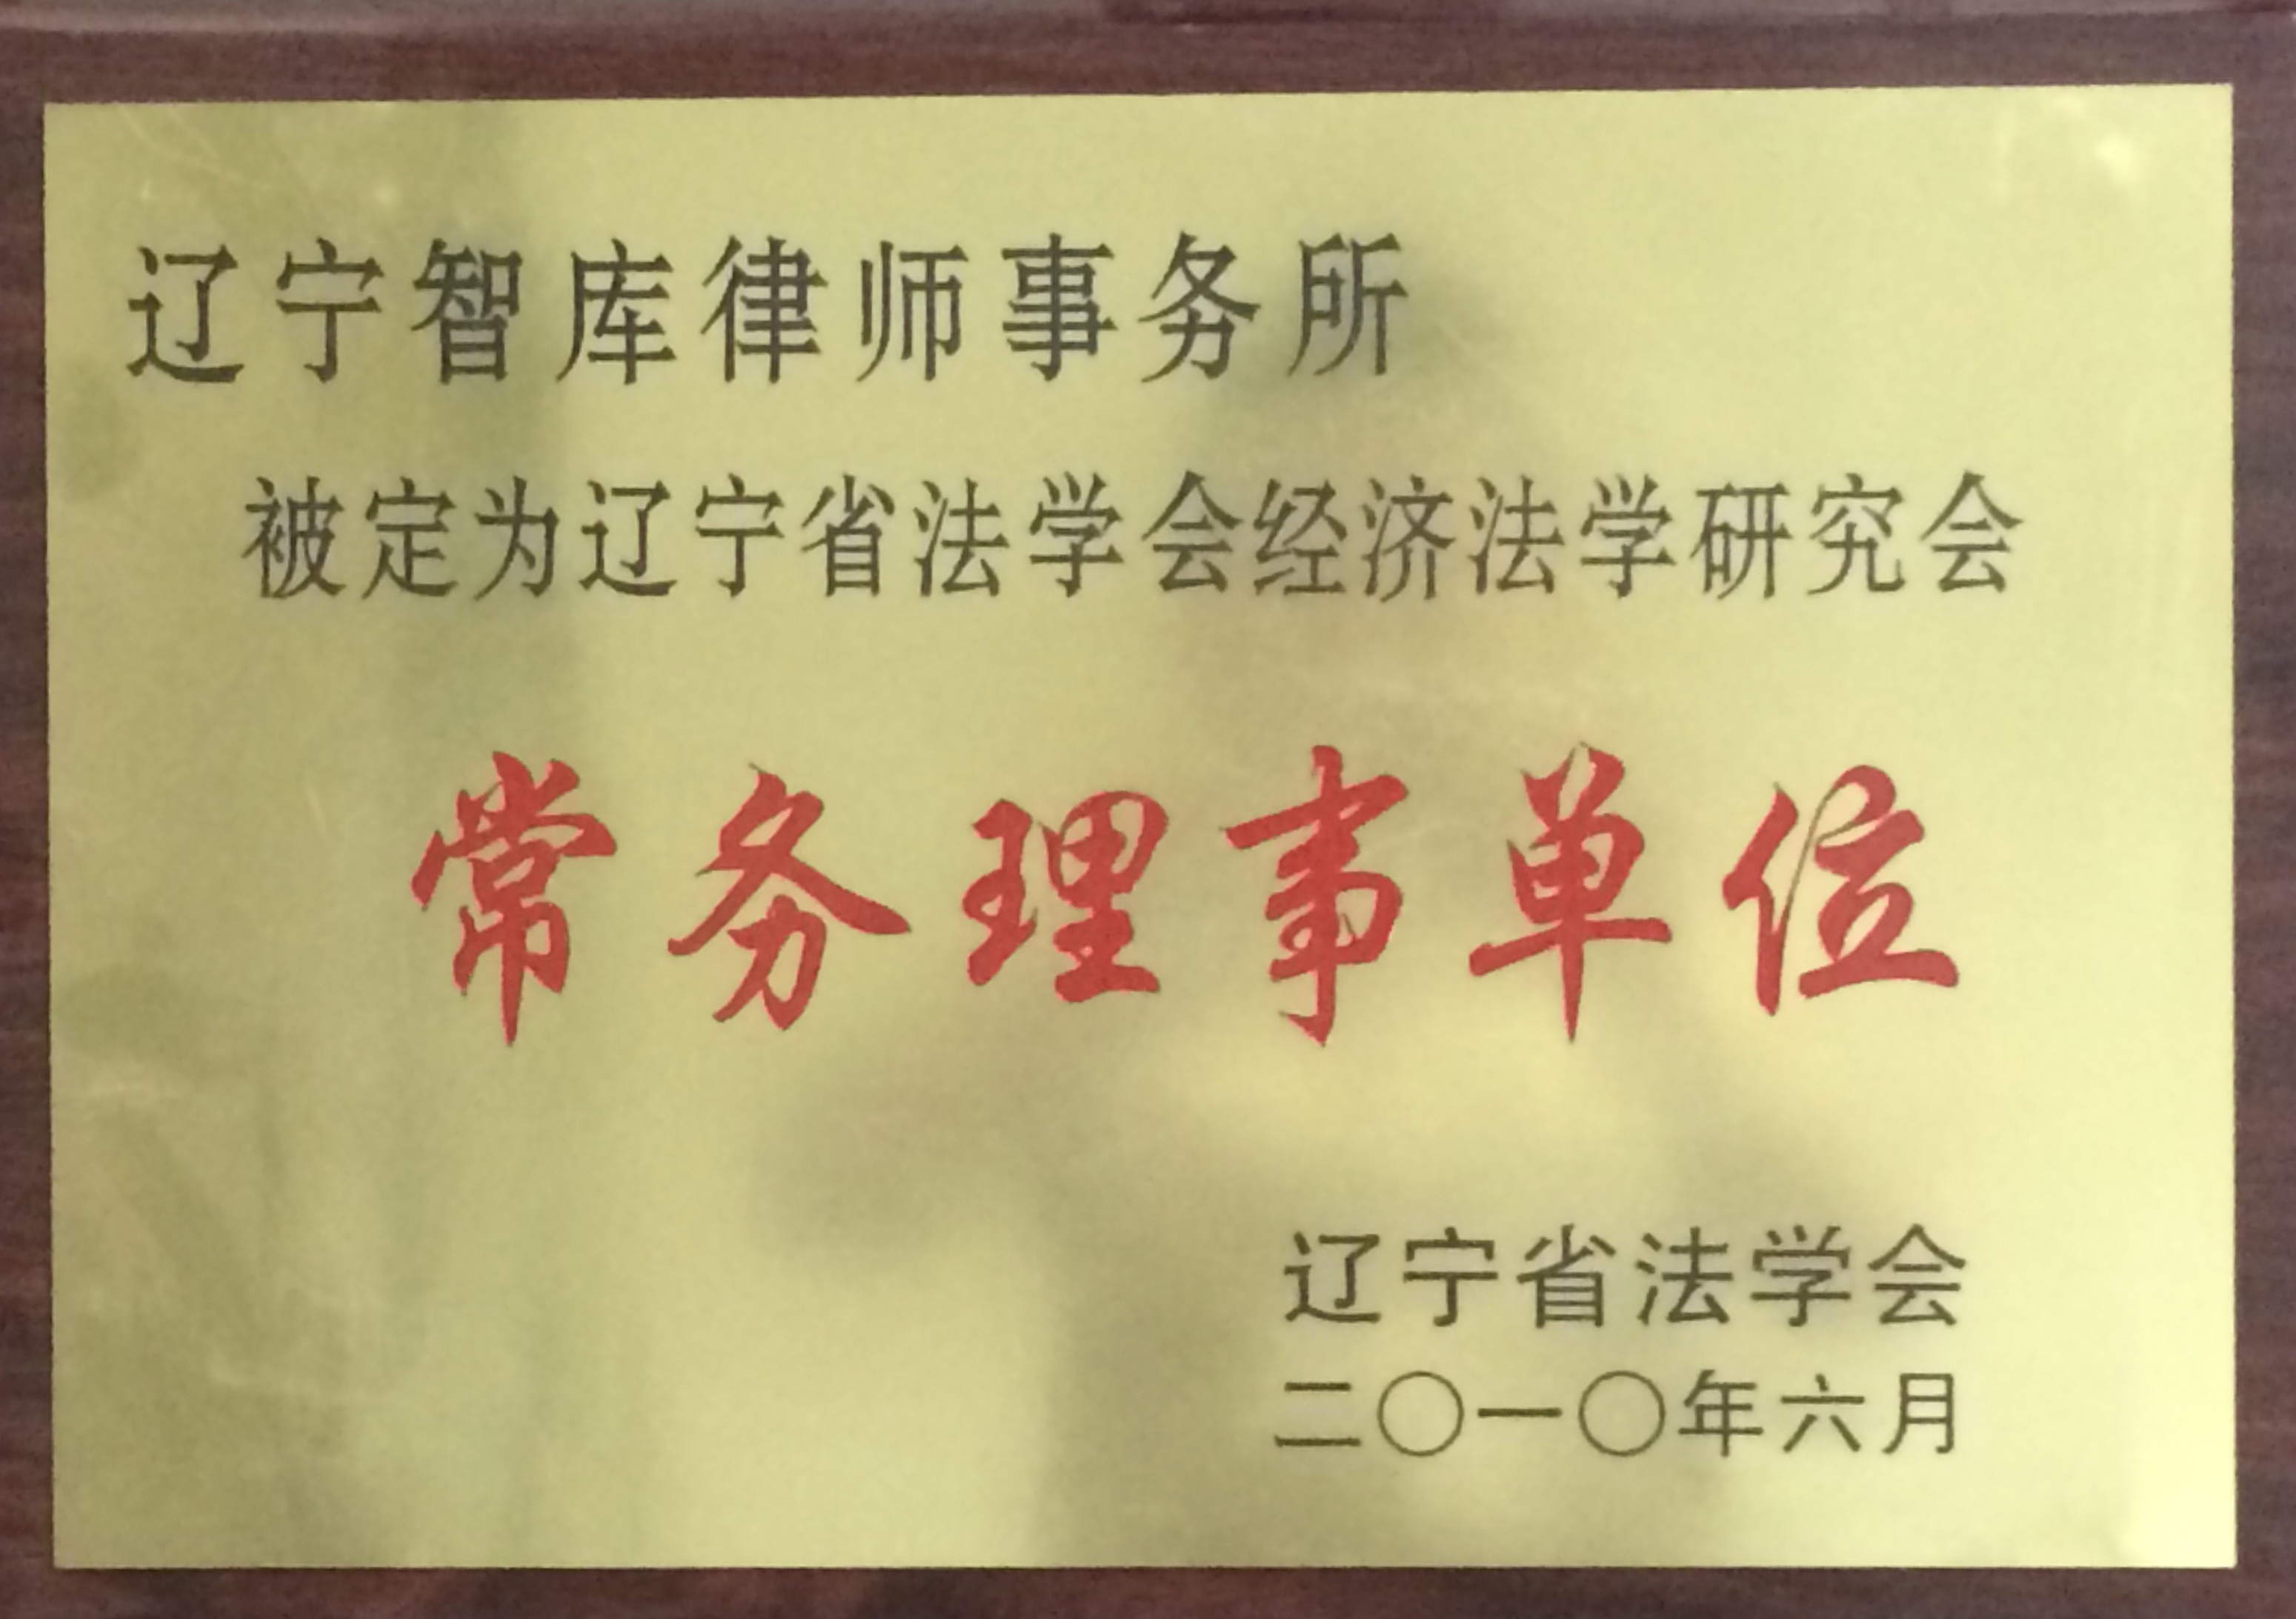 辽宁智库律师事务所
被定为辽宁省法学会经济法学研究会
常务理事单位
辽宁省法学会
二〇一〇年六月